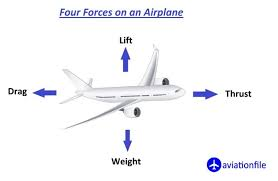 Four Forces on an Airplane
Lift
Drag
Thrust
Weight
aviationfile